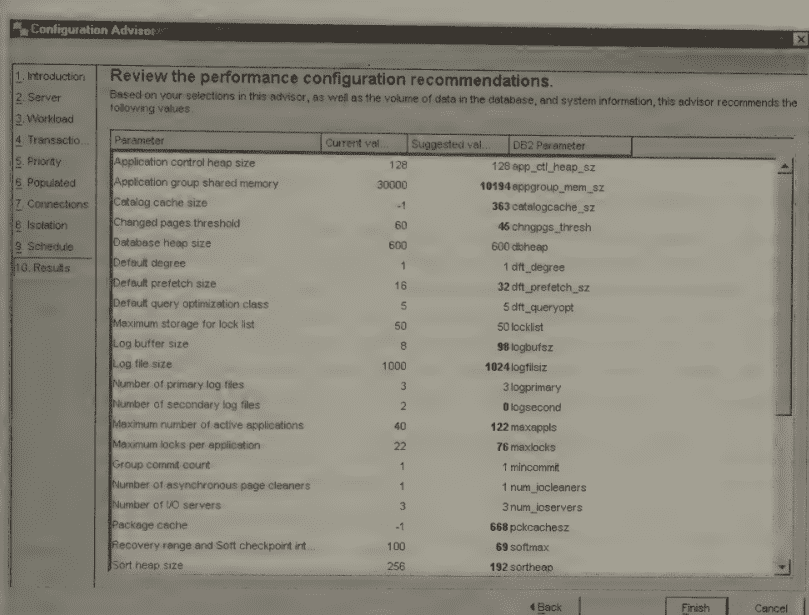 Configuration Advisor
1. Introduction
2. Server
3. Workload
4. Transactio...
5. Priority
6. Populated
7. Connections
8. Isolation
9. Schedule
10. Results
Review the performance configuration recommendations.
Based on your selections in this advisor, as well as the volume of data in the database, and system information, this advisor recommends the
following values.
Parameter Current val... Suggested val... DB2 Parameter
Application control heap size 128 128 app_ctl_heap_sz
Application group shared memory 30000 10194 appgroup_mem_sz
Catalog cache size -1 363 catalogcache_sz
Changed pages threshold 60 46 chngpgs_thresh
Database heap size 600 600 dbheap
Default degree 1 1 dft_degree
Default prefetch size 16 32 dft_prefetch_sz
Default query optimization class 5 5 dft_queryopt
Maximum storage for lock list 50 50 locklist
Log buffer size 8 98 logbufsz
Log file size 1000 1024 logfilsiz
Number of primary log files 3 3 logprimary
Number of secondary log files 2 0 logsecond
Maximum number of active applications 40 122 maxappls
Maximum locks per application 22 76 maxlocks
Group commit count 1 1 mincommit
Number of asynchronous page cleaners 1 1 num_iocleaners
Number of I/O servers 3 3 num_ioservers
Package cache -1 668 pckcachesz
Recovery range and Soft checkpoint int... 100 69 softmax
Sort heap size 256 192 sortheap
Back Finish Cancel